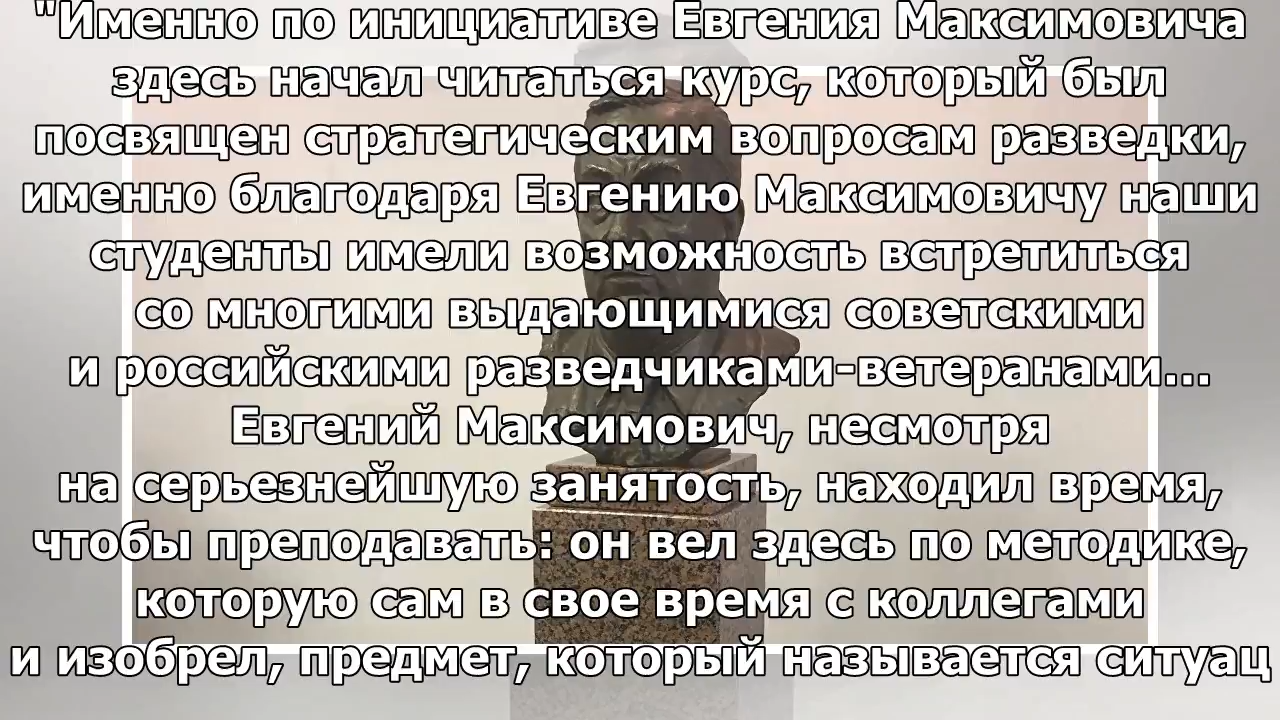 "Именно по инициативе Евгения Максимовича
здесь начал читаться курс, который был
посвящен стратегическим вопросам разведки,
именно благодаря Евгению Максимовичу наши
студенты имели возможность встретиться
со многими выдающимися советскими
и российскими разведчиками-ветеранами...
Евгений Максимович, несмотря
на серьезнейшую занятость, находил время,
чтобы преподавать: он вел здесь по методике,
которую сам в свое время с коллегами
и изобрел, предмет, который называется ситуац